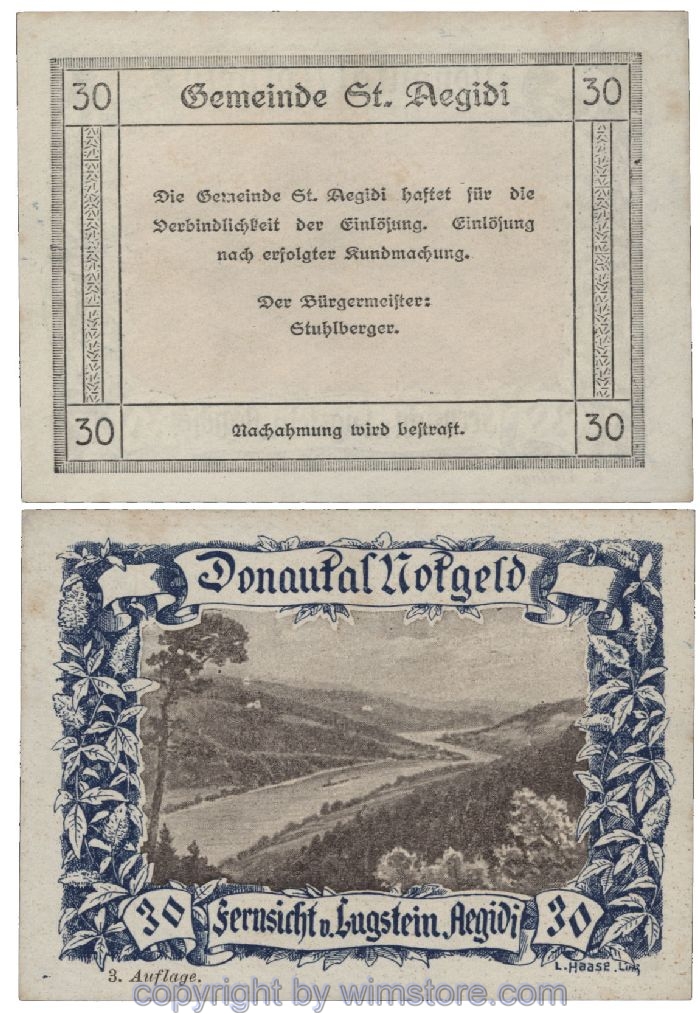 30 Gemeinde St. Aegidi 30
Die Gemeinde St. Aegidi haftet für die
Verbindlichkeit der Einlösung. Einlösung
nach erfolgter Kundmachung.
Der Bürgermeister:
Stuhlberger.
30 Nachahmung wird bestraft. 30
Donautal Notgeld
30 Fernsicht v. Lugstein Aegidi 30
3. Auflage.
L. HAASE. Linz
copyright by wimstore.com